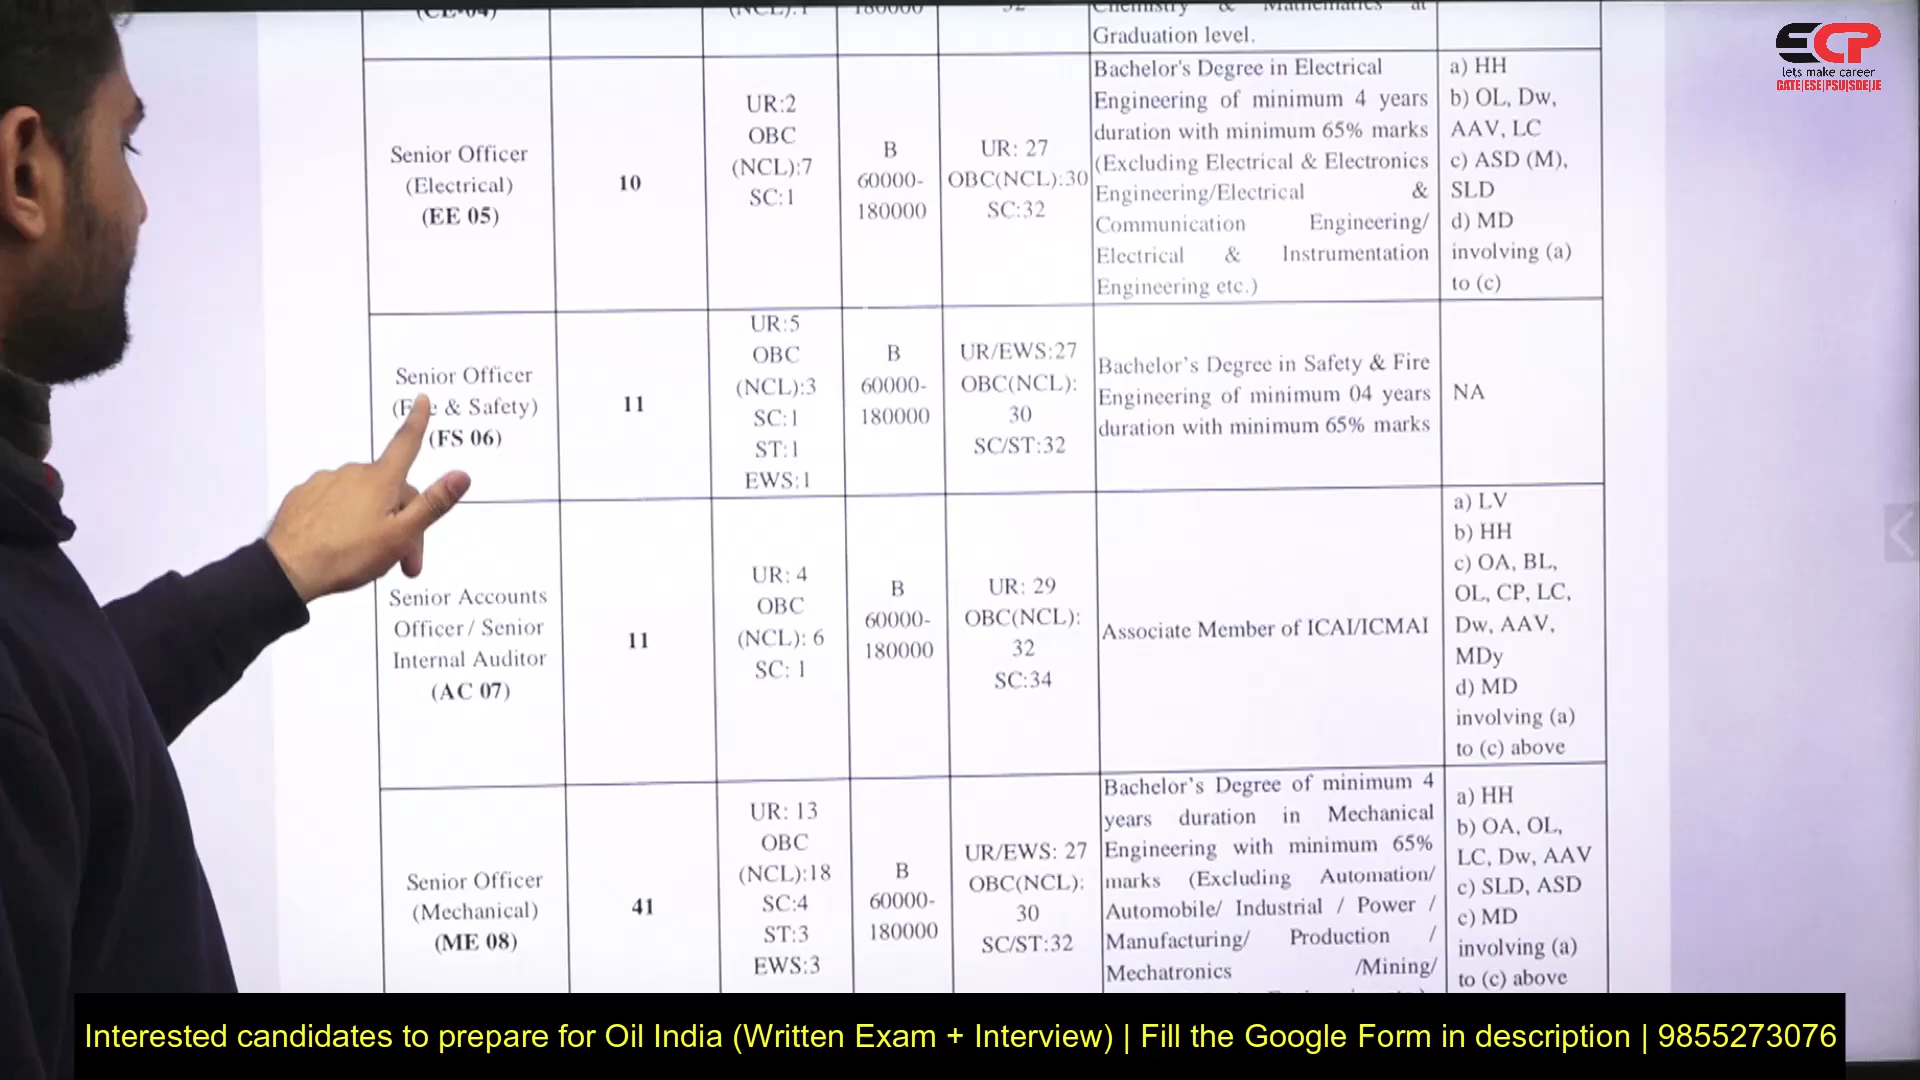 (CE-04)
(NCL):1
180000
32
Chemistry & Mathematics at
Graduation level.
Senior Officer
(Electrical)
(EE 05)
10
UR:2
OBC
(NCL):7
SC:1
B
60000-
180000
UR: 27
OBC(NCL):30
SC:32
Bachelor's Degree in Electrical
Engineering of minimum 4 years
duration with minimum 65% marks
(Excluding Electrical & Electronics
Engineering/Electrical &
Communication Engineering/
Electrical & Instrumentation
Engineering etc.)
a) HH
b) OL, Dw,
AAV, LC
c) ASD (M),
SLD
d) MD
involving (a)
to (c)
Senior Officer
& Safety)
(FS 06)
11
UR:5
OBC
(NCL):3
SC:1
ST:1
EWS:1
B
60000-
180000
UR/EWS:27
OBC(NCL):
30
SC/ST:32
Bachelor's Degree in Safety & Fire
Engineering of minimum 04 years
duration with minimum 65% marks
NA
Senior Accounts
Officer / Senior
Internal Auditor
(AC 07)
11
UR: 4
OBC
(NCL): 6
SC: 1
B
60000-
180000
UR: 29
OBC(NCL):
32
SC:34
Associate Member of ICAI/ICMAI
a) LV
b) HH
c) OA, BL,
OL, CP, LC,
Dw, AAV,
MDy
d) MD
involving (a)
to (c) above
Senior Officer
(Mechanical)
(ME 08)
41
UR: 13
OBC
(NCL):18
SC:4
ST:3
EWS:3
B
60000-
180000
UR/EWS: 27
OBC(NCL):
30
SC/ST:32
Bachelor's Degree of minimum 4
years duration in Mechanical
Engineering with minimum 65%
marks (Excluding Automation/
Automobile/ Industrial / Power /
Manufacturing/ Production /
Mechatronics /Mining/
a) HH
b) OA, OL,
LC, Dw, AAV
c) SLD, ASD
c) MD
involving (a)
to (c) above
ECP
lets make career
GATE|ESE|PSU|SDE|JE
Interested candidates to prepare for Oil India (Written Exam + Interview) | Fill the Google Form in description | 9855273076